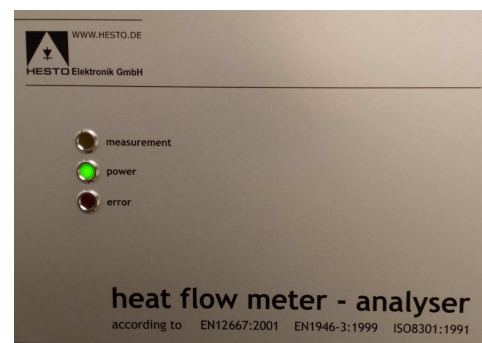 WWW.HESTO.DE
HESTO Elektronik GmbH
measurement
power
error
heat flow meter - analyser
according to EN12667:2001 EN1946-3:1999 ISO8301:1991